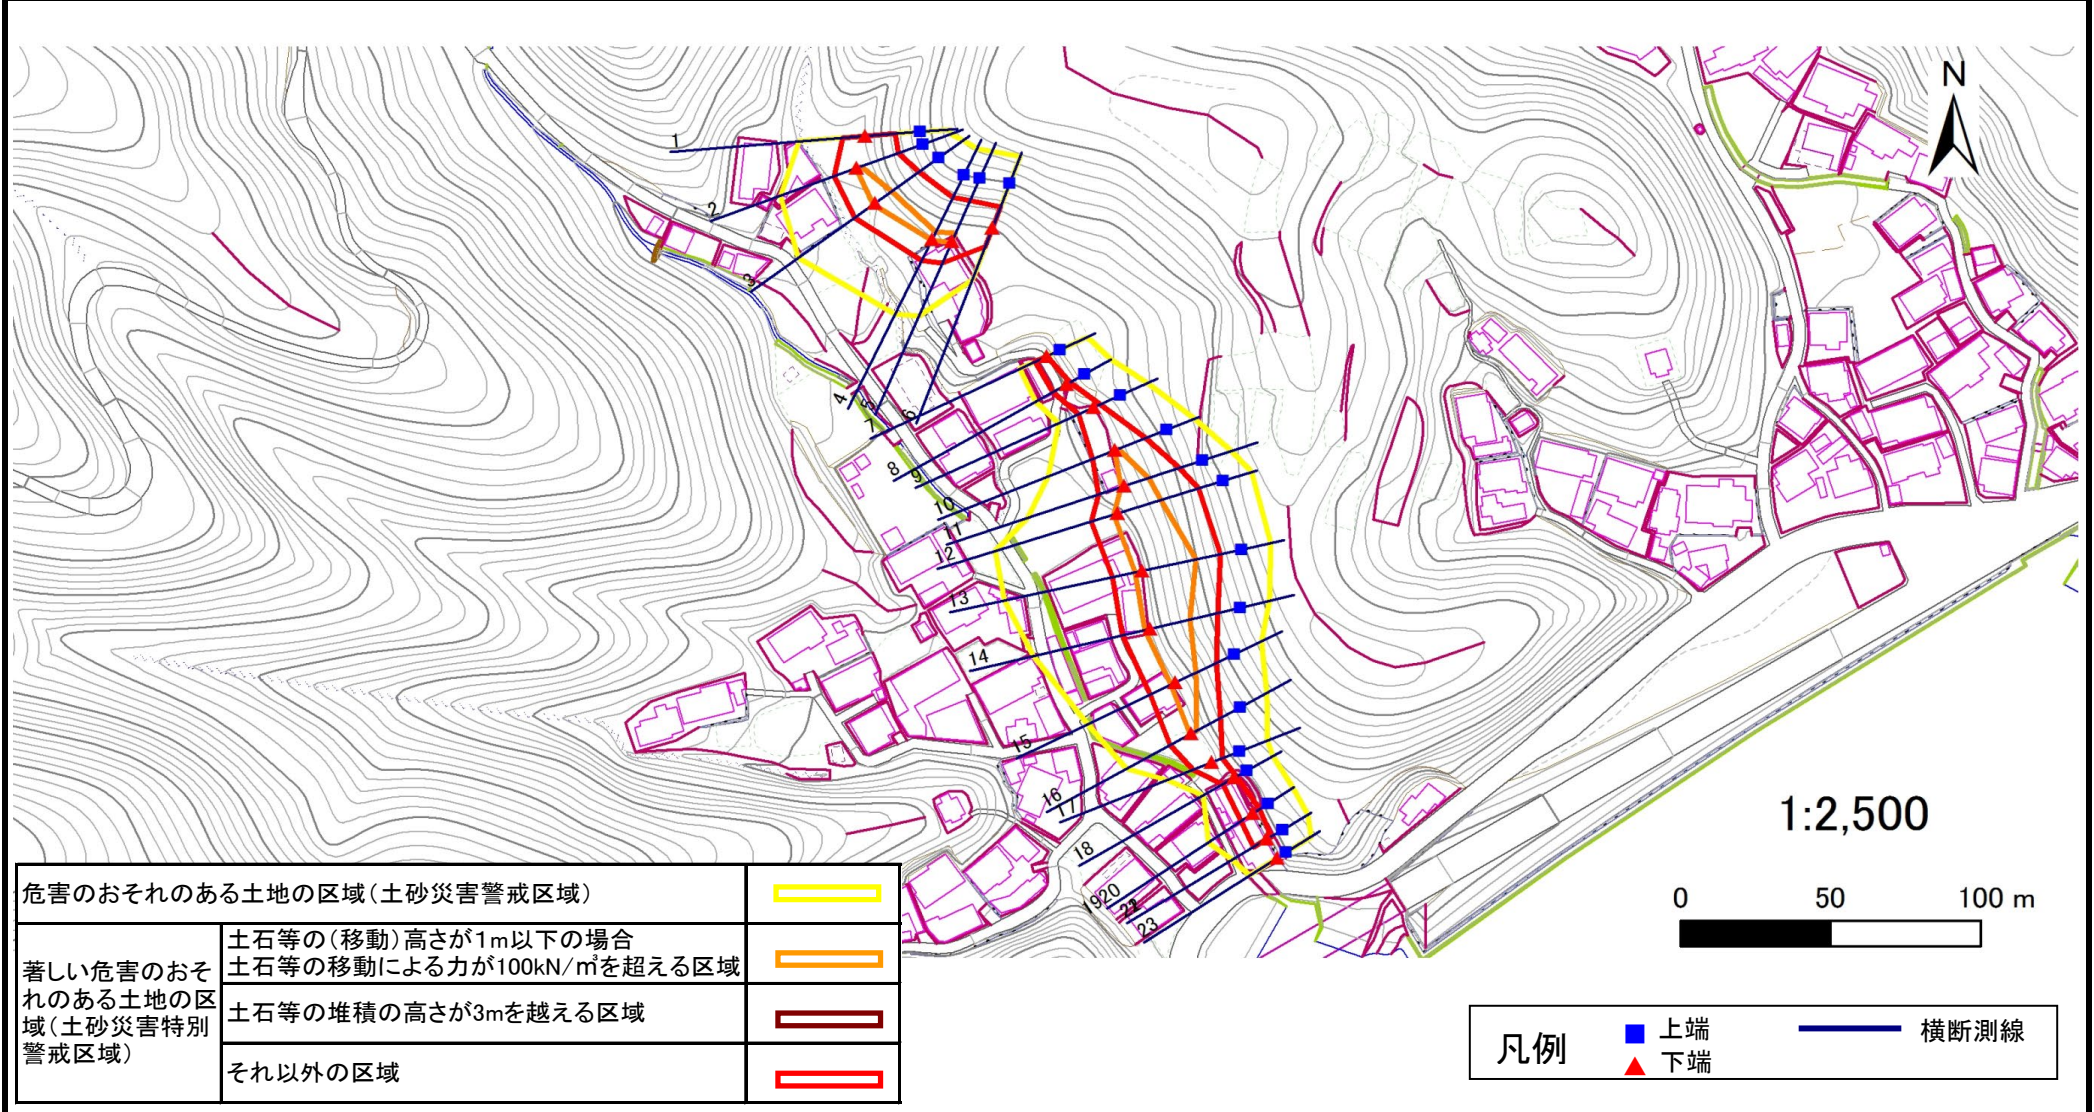 N
1
2
3
4
5
6
7
8
9
10
11
12
13
14
15
16
17
18
19
20
22
23
1:2,500
0 50 100 m
危害のおそれのある土地の区域(土砂災害警戒区域)
著しい危害のおそ
れのある土地の区
域(土砂災害特別
警戒区域)
土石等の(移動)高さが1m以下の場合
土石等の移動による力が100kN/㎥を超える区域
土石等の堆積の高さが3mを越える区域
それ以外の区域
凡例
上端
下端
横断測線